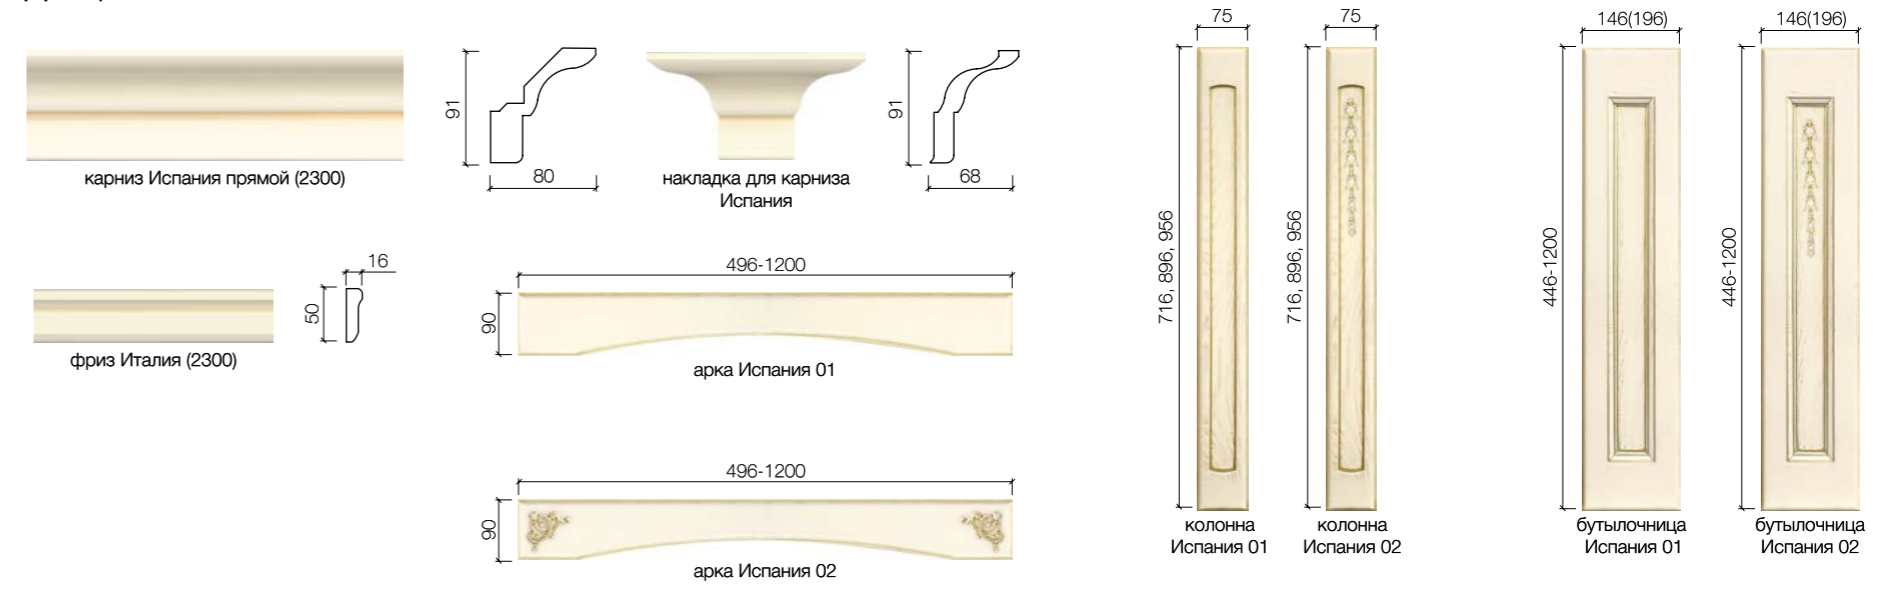 75
75
146(196)
146(196)
91
80
91
68
карниз Испания прямой (2300)
накладка для карниза
Испания
16
50
фриз Италия (2300)
496-1200
90
арка Испания 01
496-1200
90
арка Испания 02
716, 896, 956
716, 896, 956
446-1200
446-1200
колонна
Испания 01
колонна
Испания 02
бутылочница
Испания 01
бутылочница
Испания 02